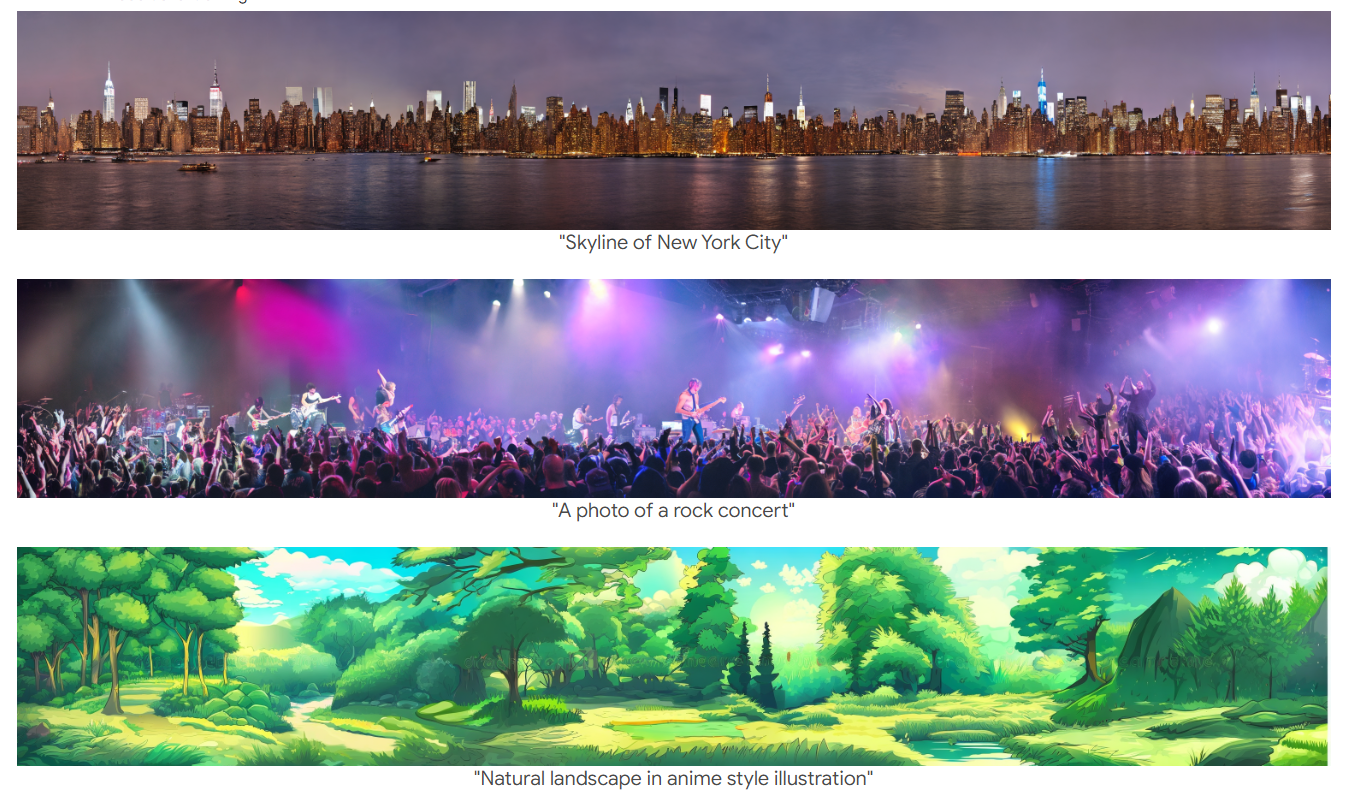 "Skyline of New York City"
"A photo of a rock concert"
"Natural landscape in anime style illustration"